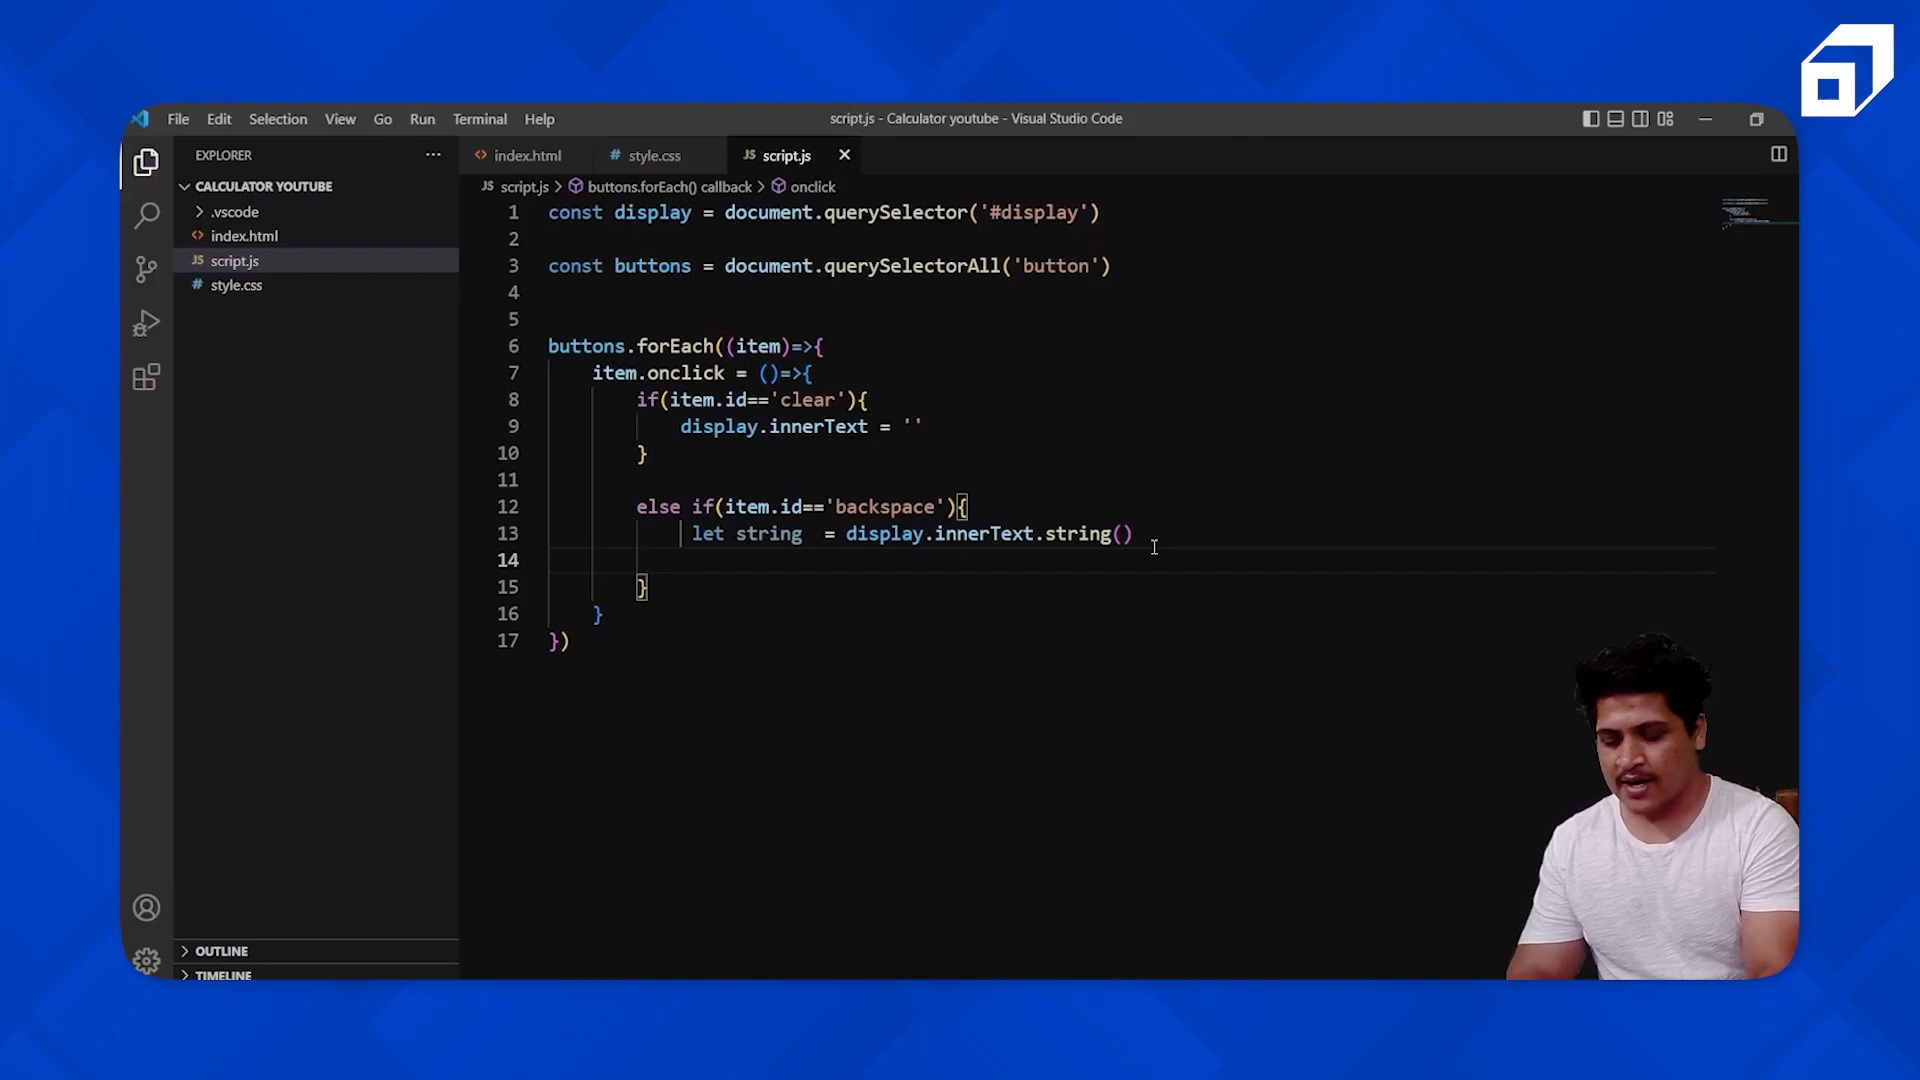 File Edit Selection View Go Run Terminal Help
script.js - Calculator youtube - Visual Studio Code
EXPLORER
CALCULATOR YOUTUBE
.vscode
index.html
JS script.js
# style.css
OUTLINE
TIMELINE
index.html # style.css JS script.js
JS script.js > buttons.forEach() callback > onclick
1 const display = document.querySelector('#display')
2
3 const buttons = document.querySelectorAll('button')
4
5
6 buttons.forEach((item)=>{
7 item.onclick = ()=>{
8 if(item.id=='clear'){
9 display.innerText = ''
10 }
11
12 else if(item.id=='backspace'){
13 let string  = display.innerText.string()
14
15 }
16 }
17 })